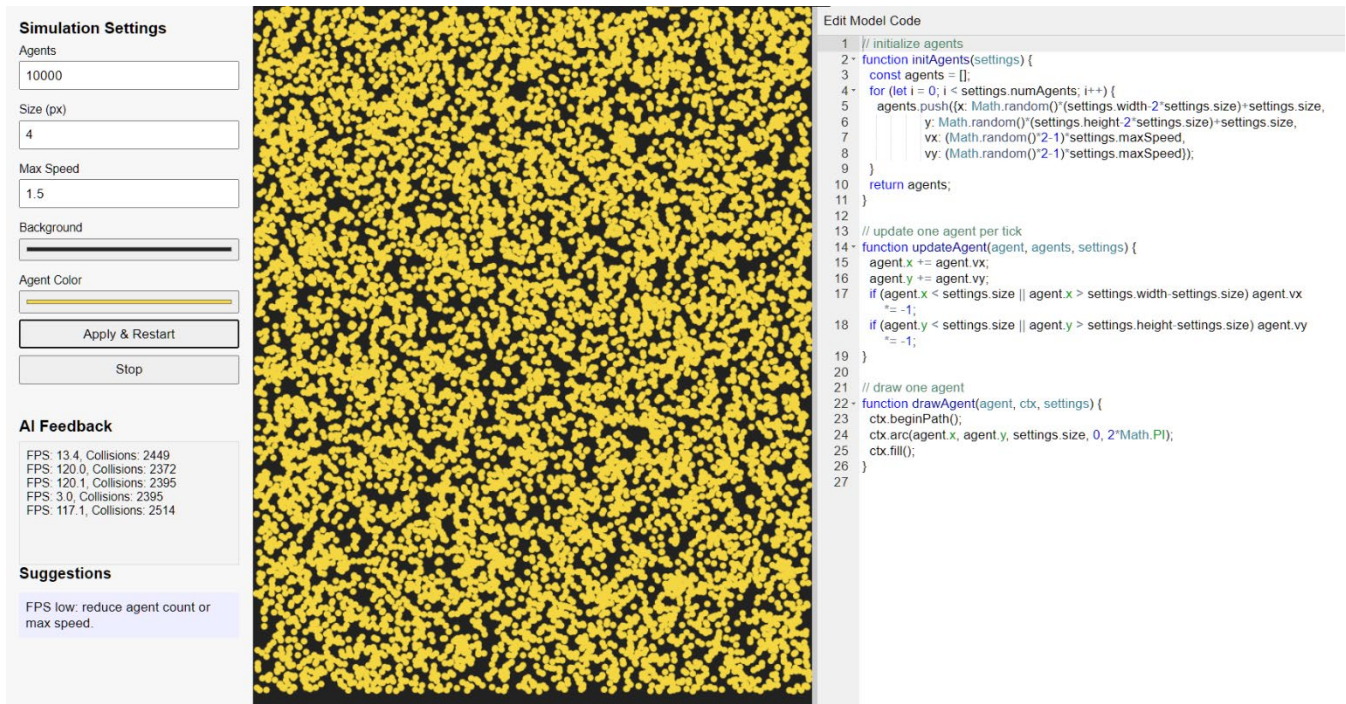 Simulation Settings
Agents
10000
Size (px)
4
Max Speed
1.5
Background
Agent Color
Apply & Restart
Stop
AI Feedback
FPS: 13.4, Collisions: 2449
FPS: 120.0, Collisions: 2372
FPS: 120.1, Collisions: 2395
FPS: 3.0, Collisions: 2395
FPS: 117.1, Collisions: 2514
Suggestions
FPS low: reduce agent count or
max speed.
Edit Model Code
1 // initialize agents
2 function initAgents(settings) {
3 const agents = [];
4 for (let i = 0; i < settings.numAgents; i++) {
5 agents.push({x: Math.random()*(settings.width-2*settings.size)+settings.size,
6 y: Math.random()*(settings.height-2*settings.size)+settings.size,
7 vx: (Math.random()*2-1)*settings.maxSpeed,
8 vy: (Math.random()*2-1)*settings.maxSpeed});
9 }
10 return agents;
11 }
12
13 // update one agent per tick
14 function updateAgent(agent, agents, settings) {
15 agent.x += agent.vx;
16 agent.y += agent.vy;
17 if (agent.x < settings.size || agent.x > settings.width-settings.size) agent.vx
*= -1;
18 if (agent.y < settings.size || agent.y > settings.height-settings.size) agent.vy
*= -1;
19 }
20
21 // draw one agent
22 function drawAgent(agent, ctx, settings) {
23 ctx.beginPath();
24 ctx.arc(agent.x, agent.y, settings.size, 0, 2*Math.PI);
25 ctx.fill();
26 }
27